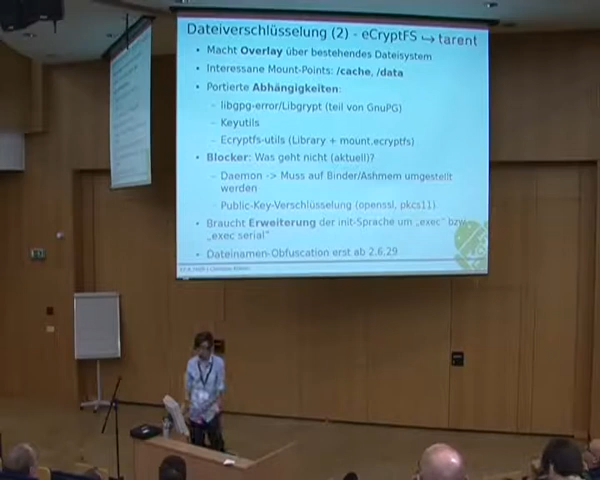 Dateiverschlüsselung (2) - eCryptFS ↪ tarent
• Macht Overlay über bestehendes Dateisystem
• Interessane Mount-Points: /cache, /data
• Portierte Abhängigkeiten:
– libgpg-error/Libgrypt (teil von GnuPG)
– Keyutils
– Ecryptfs-utils (Library + mount.ecryptfs)
• Blocker: Was geht nicht (aktuell)?
– Daemon -> Muss auf Binder/Ashmem umgestellt
werden
– Public-Key-Verschlüsselung (openssl, pkcs11)
• Braucht Erweiterung der init-Sprache um „exec" bzw.
„exec serial"
• Dateinamen-Obfuscation erst ab 2.6.29